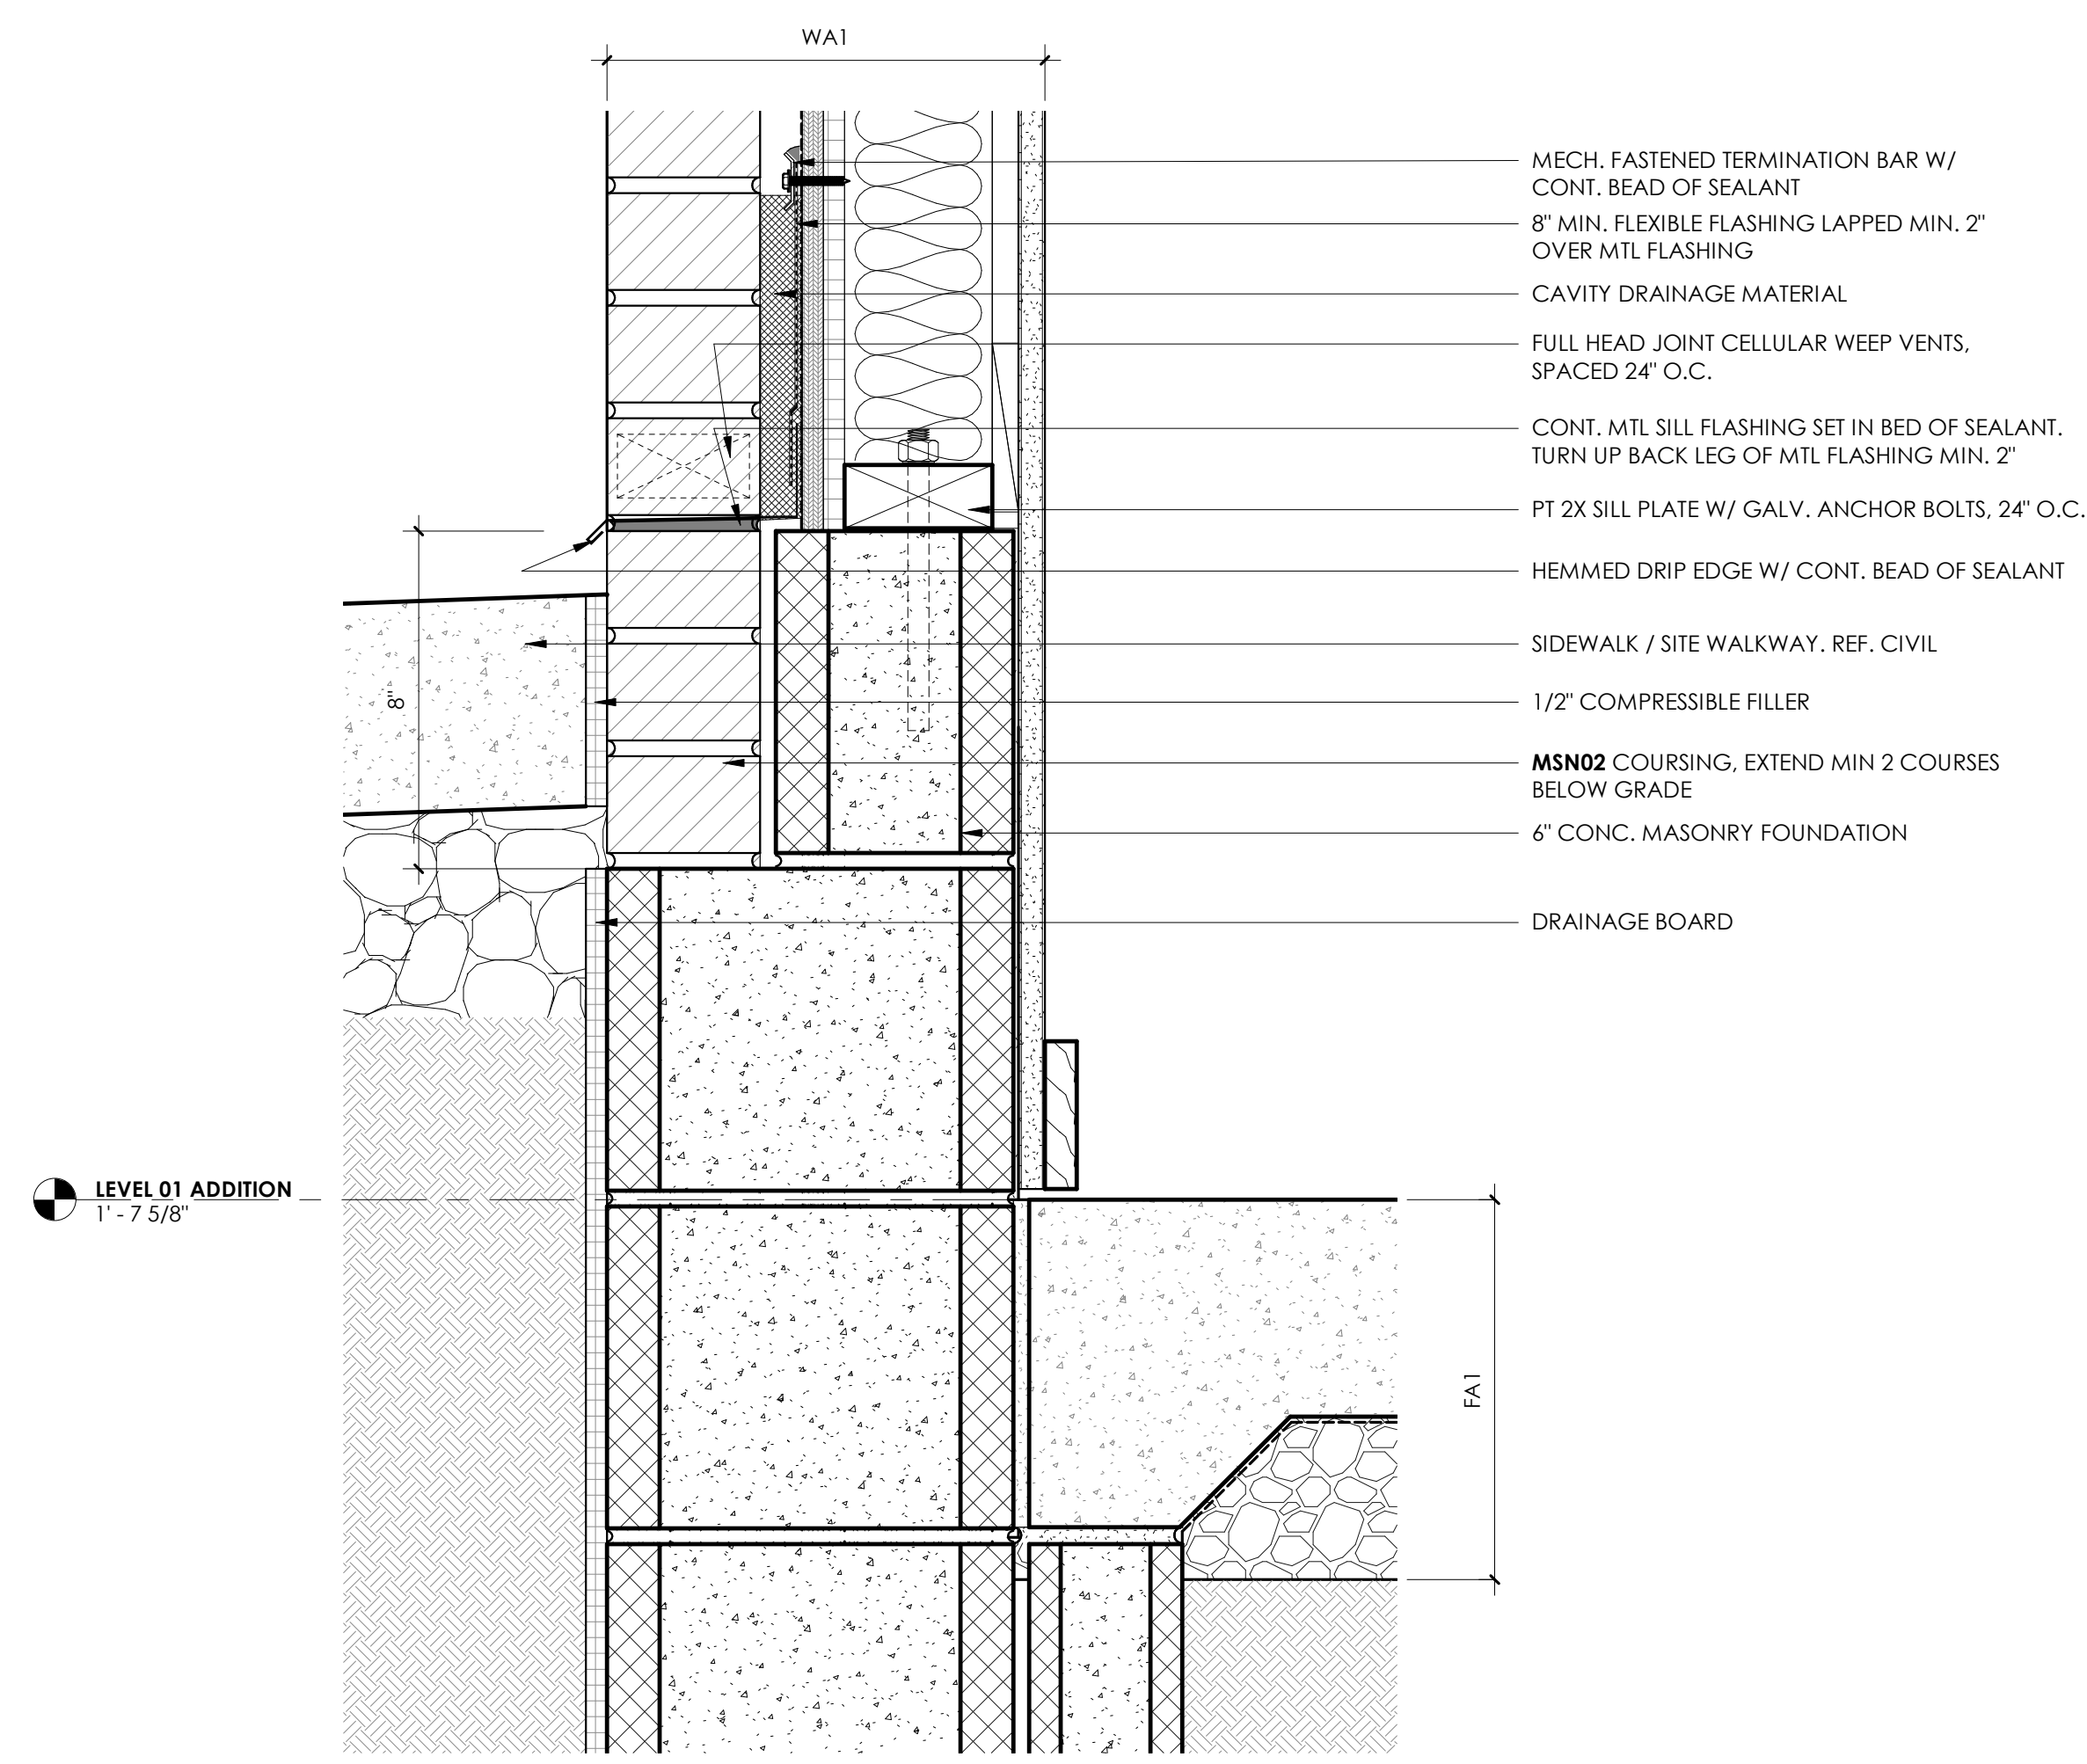 WA1
MECH. FASTENED TERMINATION BAR W/
CONT. BEAD OF SEALANT
8" MIN. FLEXIBLE FLASHING LAPPED MIN. 2"
OVER MTL FLASHING
CAVITY DRAINAGE MATERIAL
FULL HEAD JOINT CELLULAR WEEP VENTS,
SPACED 24" O.C.
CONT. MTL SILL FLASHING SET IN BED OF SEALANT.
TURN UP BACK LEG OF MTL FLASHING MIN. 2"
PT 2X SILL PLATE W/ GALV. ANCHOR BOLTS, 24" O.C.
HEMMED DRIP EDGE W/ CONT. BEAD OF SEALANT
SIDEWALK / SITE WALKWAY. REF. CIVIL
8"
1/2" COMPRESSIBLE FILLER
MSN02 COURSING, EXTEND MIN 2 COURSES
BELOW GRADE
6" CONC. MASONRY FOUNDATION
DRAINAGE BOARD
LEVEL 01 ADDITION
1' - 7 5/8"
FA1